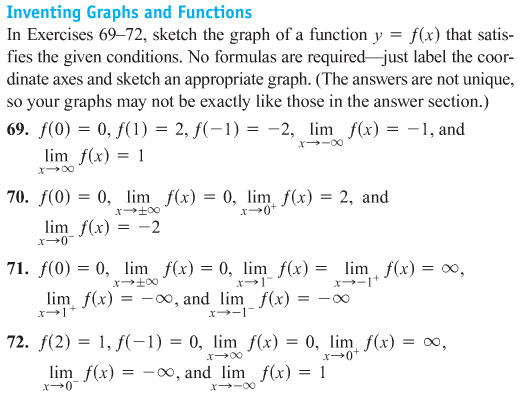 Inventing Graphs and Functions
In Exercises 69–72, sketch the graph of a function y = f(x) that satis-
fies the given conditions. No formulas are required—just label the coor-
dinate axes and sketch an appropriate graph. (The answers are not unique,
so your graphs may not be exactly like those in the answer section.)
69. f(0) = 0, f(1) = 2, f(−1) = −2, lim x→−∞ f(x) = −1, and
lim x→∞ f(x) = 1
70. f(0) = 0, lim x→±∞ f(x) = 0, lim x→0⁺ f(x) = 2, and
lim x→0⁻ f(x) = −2
71. f(0) = 0, lim x→±∞ f(x) = 0, lim x→1⁻ f(x) = lim x→−1⁺ f(x) = ∞,
lim x→1⁺ f(x) = −∞, and lim x→−1⁻ f(x) = −∞
72. f(2) = 1, f(−1) = 0, lim x→∞ f(x) = 0, lim x→0⁺ f(x) = ∞,
lim x→0⁻ f(x) = −∞, and lim x→−∞ f(x) = 1